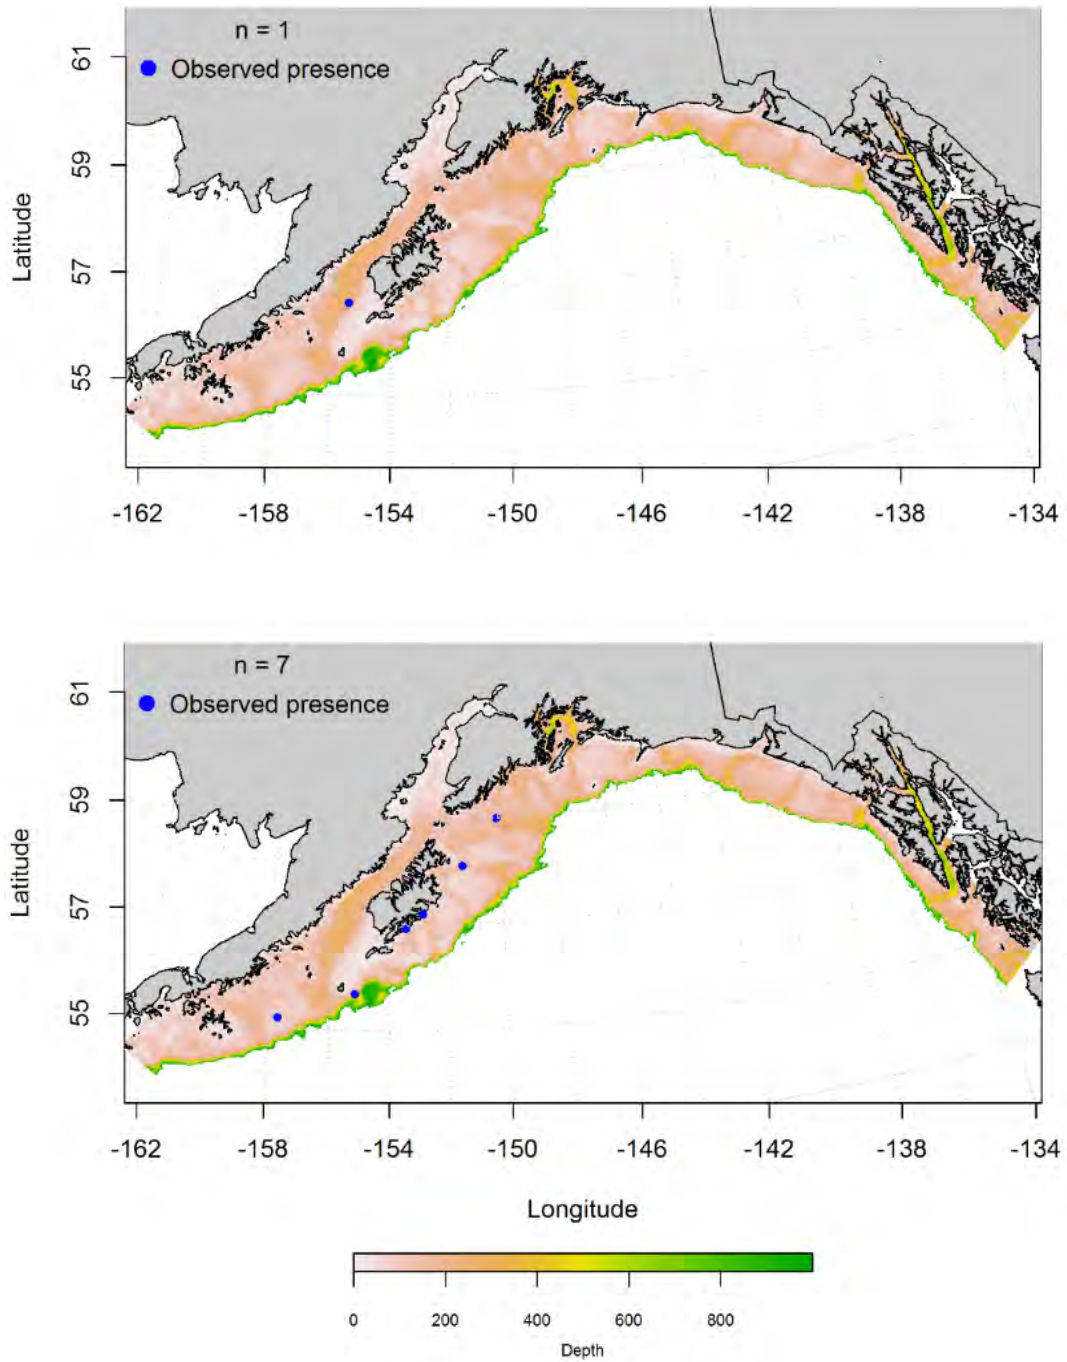 n = 1
Observed presence
61
59
57
55
Latitude
-162 -158 -154 -150 -146 -142 -138 -134
n = 7
Observed presence
61
59
57
55
Latitude
-162 -158 -154 -150 -146 -142 -138 -134
Longitude
0 200 400 600 800
Depth